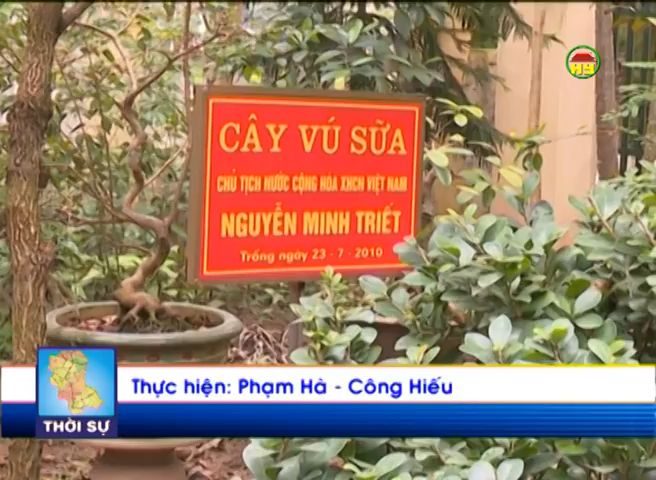 HY
CÂY VÚ SỮA
CHỦ TỊCH NƯỚC CỘNG HÒA XHCN VIỆT NAM
NGUYỄN MINH TRIẾT
Trồng ngày 23 - 7 - 2010
Thực hiện: Phạm Hà - Công Hiếu
THỜI SỰ